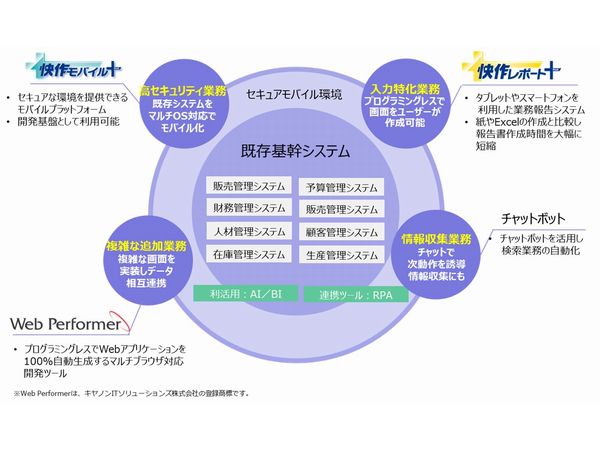 快作モバイル+
• セキュアな環境を提供できる
モバイルプラットフォーム
• 開発基盤として利用可能
高セキュリティ業務
既存システムを
マルチOS対応で
モバイル化
セキュアモバイル環境
入力特化業務
プログラミングレスで
画面をユーザーが
作成可能
快作レポート+
• タブレットやスマートフォンを
利用した業務報告システム
• 紙やExcelの作成と比較し
報告書作成時間を大幅に
短縮
既存基幹システム
販売管理システム
予算管理システム
財務管理システム
販売管理システム
人材管理システム
顧客管理システム
在庫管理システム
生産管理システム
利活用:AI/BI
連携ツール:RPA
複雑な追加業務
複雑な画面を
実装しデータ
相互連携
情報収集業務
チャットで
次動作を誘導
情報収集にも
チャットボット
• チャットボットを活用し
検索業務の自動化
Web Performer
• プログラミングレスでWebアプリケーションを
100%自動生成するマルチブラウザ対応
開発ツール
※Web Performerは、キヤノンITソリューションズ株式会社の登録商標です。